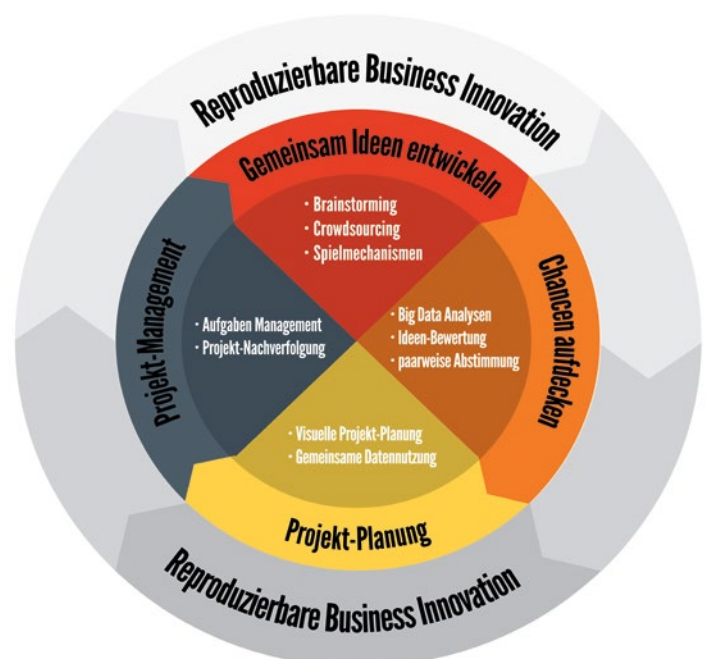 Reproduzierbare Business Innovation
Gemeinsam Ideen entwickeln
· Brainstorming
· Crowdsourcing
· Spielmechanismen
Chancen aufdecken
· Big Data Analysen
· Ideen-Bewertung
· paarweise Abstimmung
Projekt-Management
· Aufgaben Management
· Projekt-Nachverfolgung
· Visuelle Projekt-Planung
· Gemeinsame Datennutzung
Projekt-Planung
Reproduzierbare Business Innovation